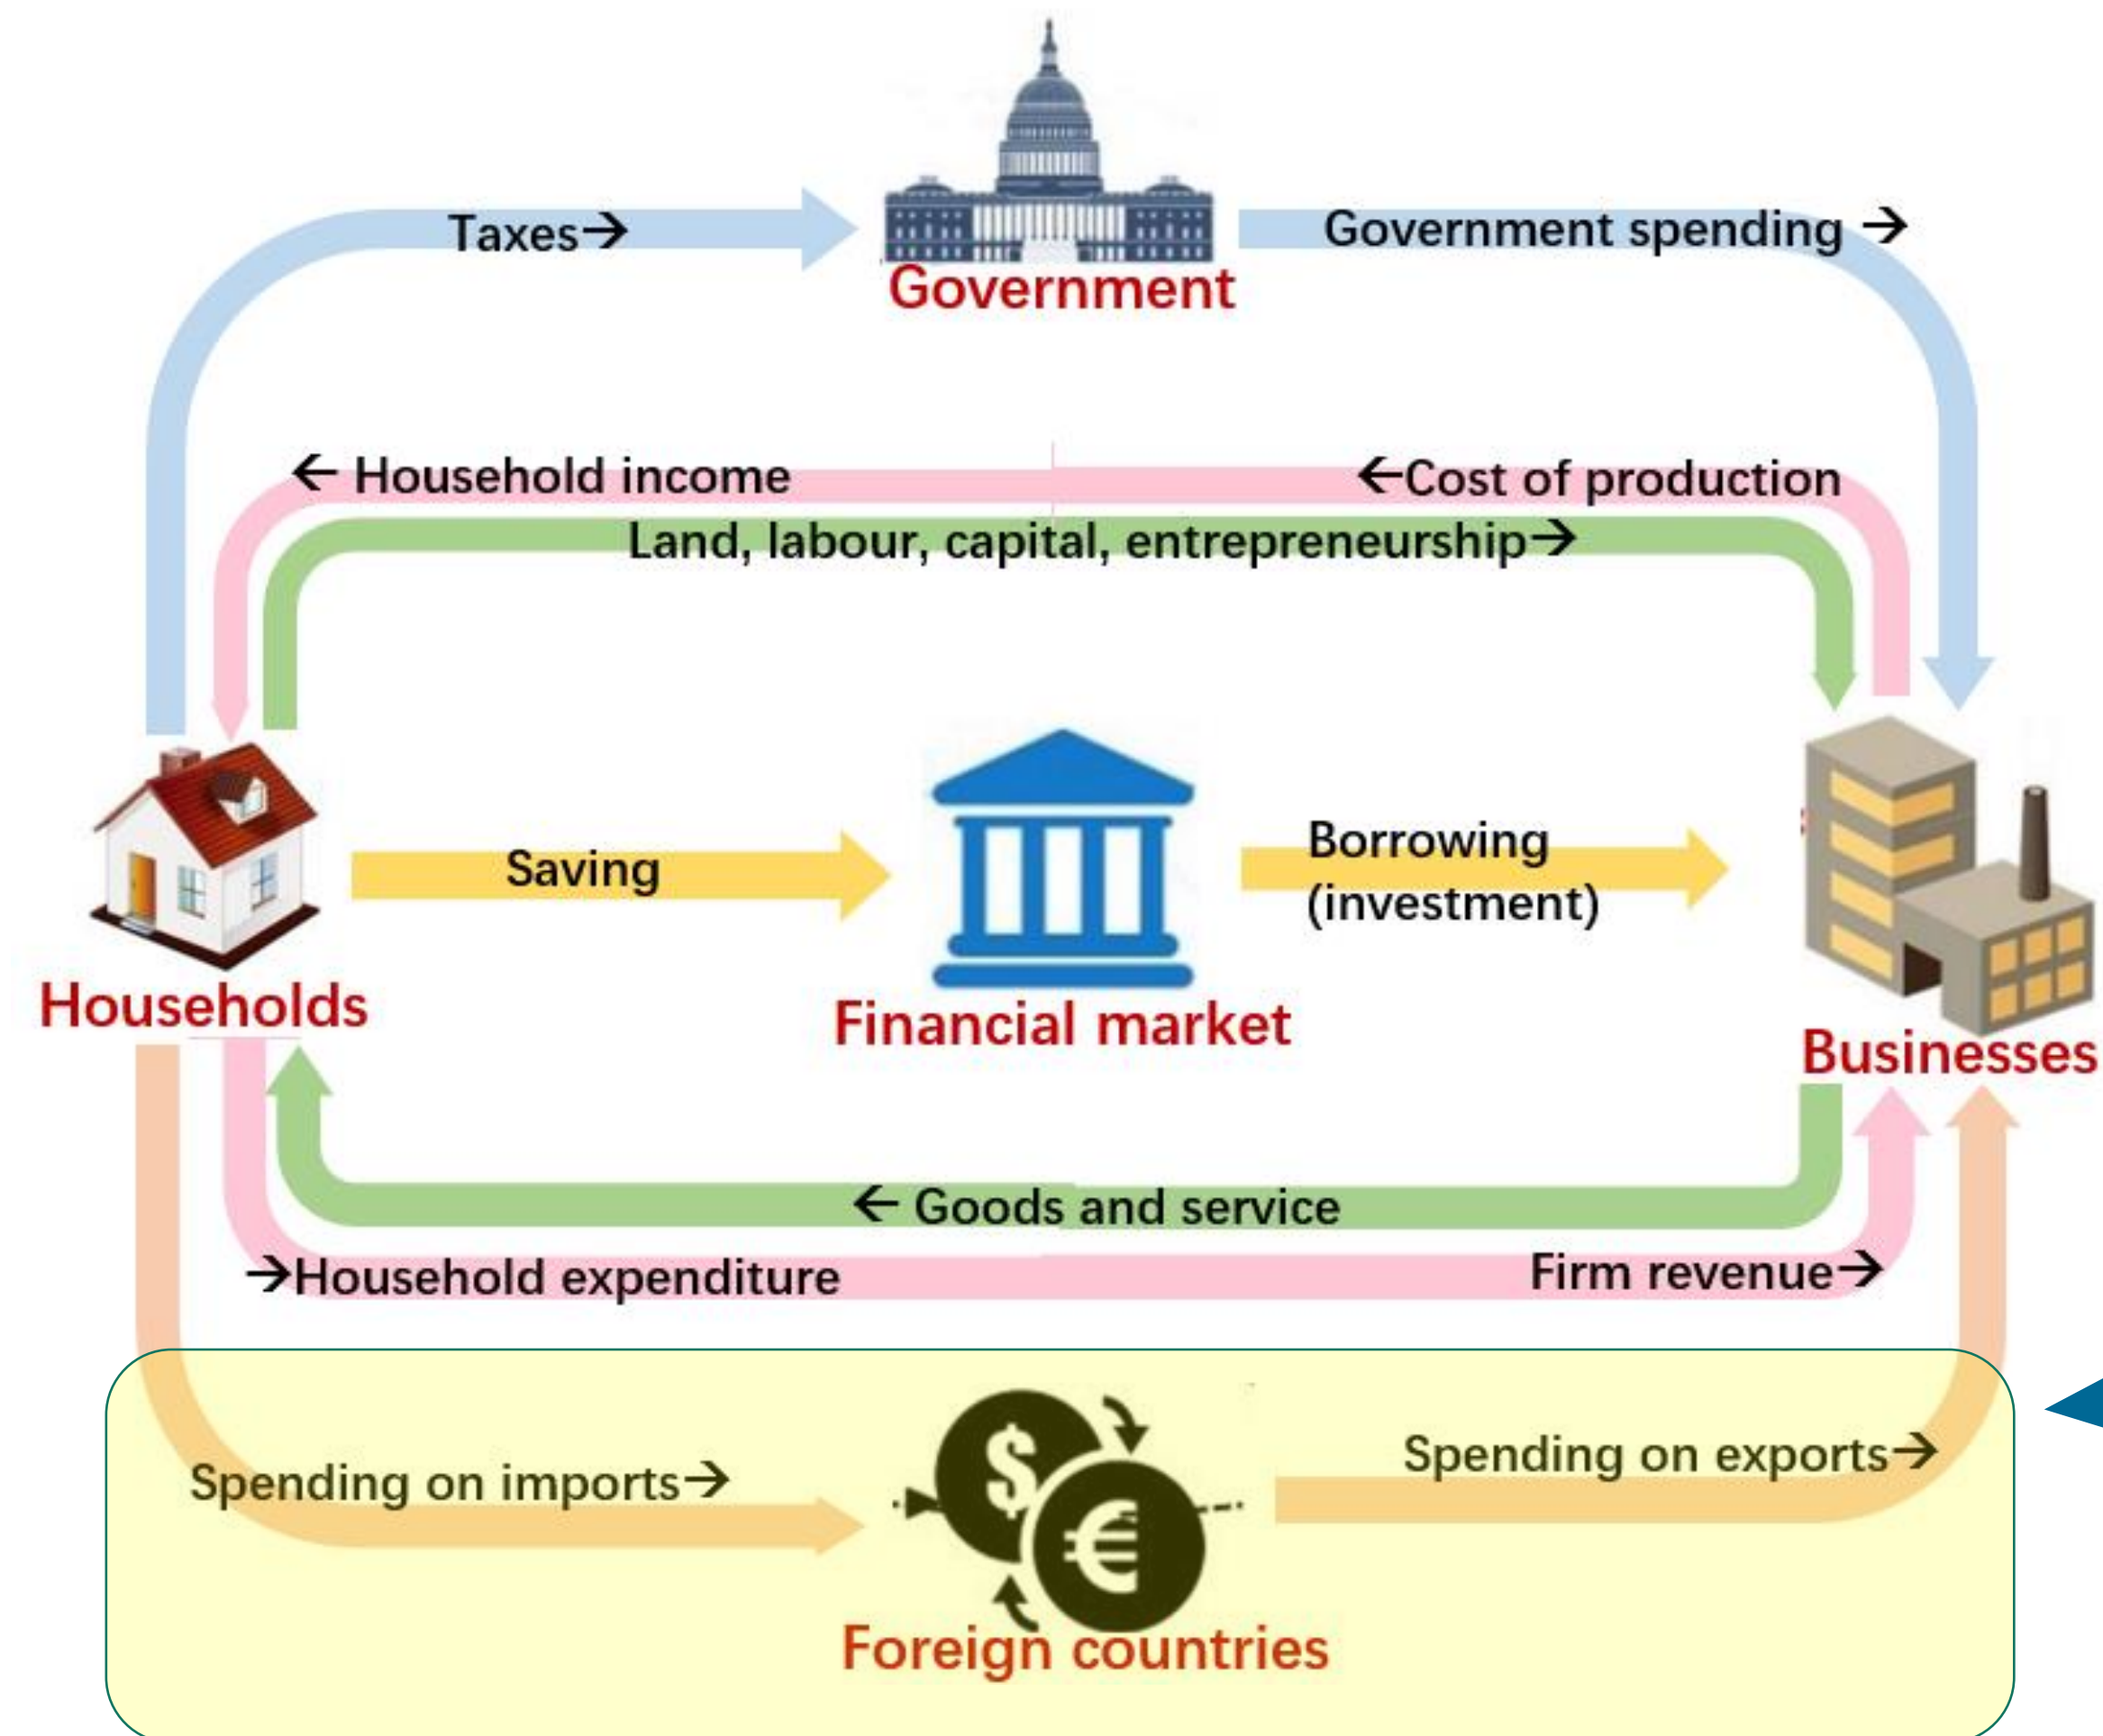 Taxes→
Government spending →
Government
← Household income
←Cost of production
Land, labour, capital, entrepreneurship→
Saving
Borrowing
(investment)
Households
Financial market
Businesses
← Goods and service
→Household expenditure
Firm revenue→
Spending on imports→
Spending on exports→
$
€
Foreign countries